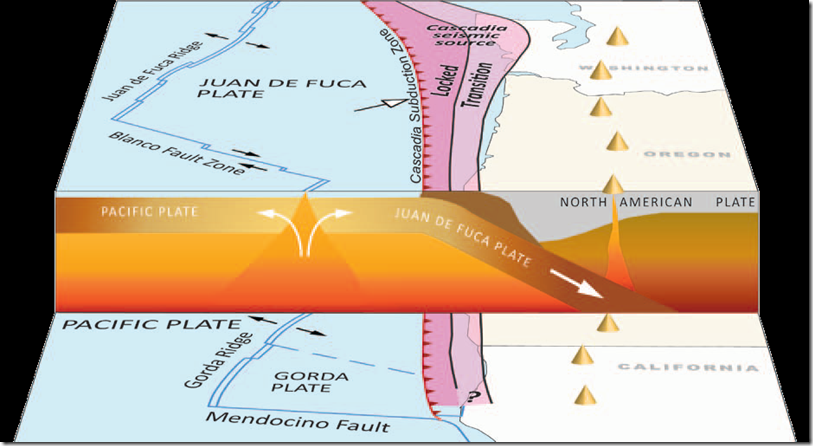 Cascadia
seismic
source
Juan de Fuca Ridge
JUAN DE FUCA
PLATE
Cascadia Subduction Zone
Locked
Transition
WASHINGTON
Blanco Fault Zone
OREGON
PACIFIC PLATE
JUAN DE FUCA PLATE
NORTH AMERICAN PLATE
PACIFIC PLATE
Gorda Ridge
GORDA
PLATE
CALIFORNIA
?
Mendocino Fault